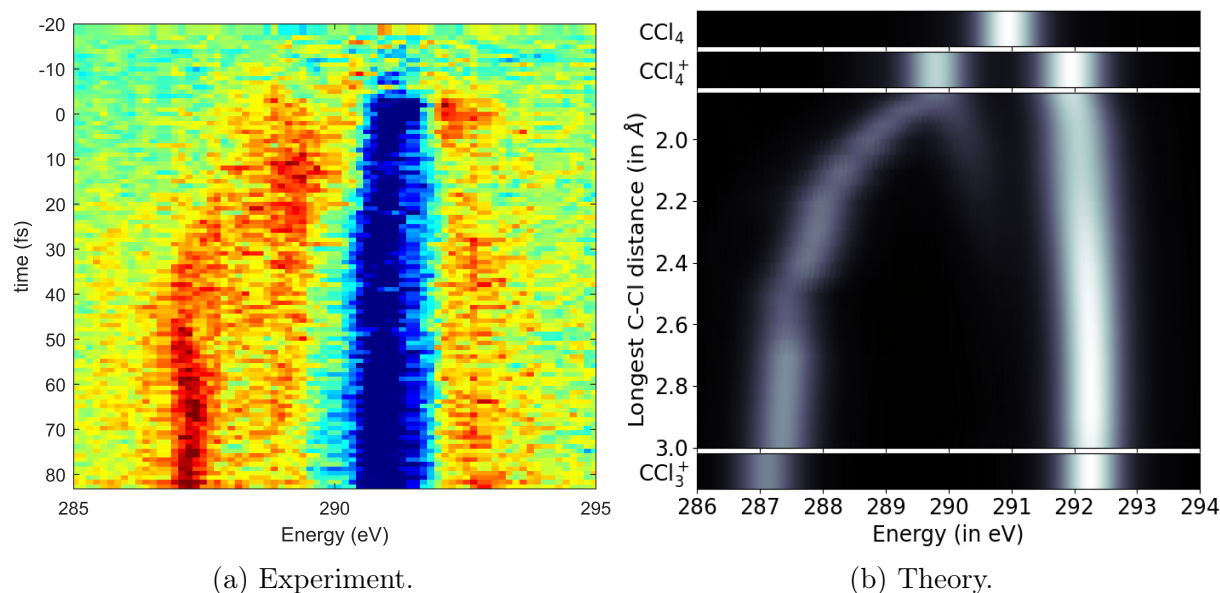 -20
-10
0
10
20
30
40
50
60
70
80
time (fs)
285
290
295
Energy (eV)
(a) Experiment.
CCl₄
CCl₄⁺
2.0
2.2
2.4
2.6
2.8
3.0
CCl₃⁺
Longest C-Cl distance (in Å)
286 287 288 289 290 291 292 293 294
Energy (in eV)
(b) Theory.